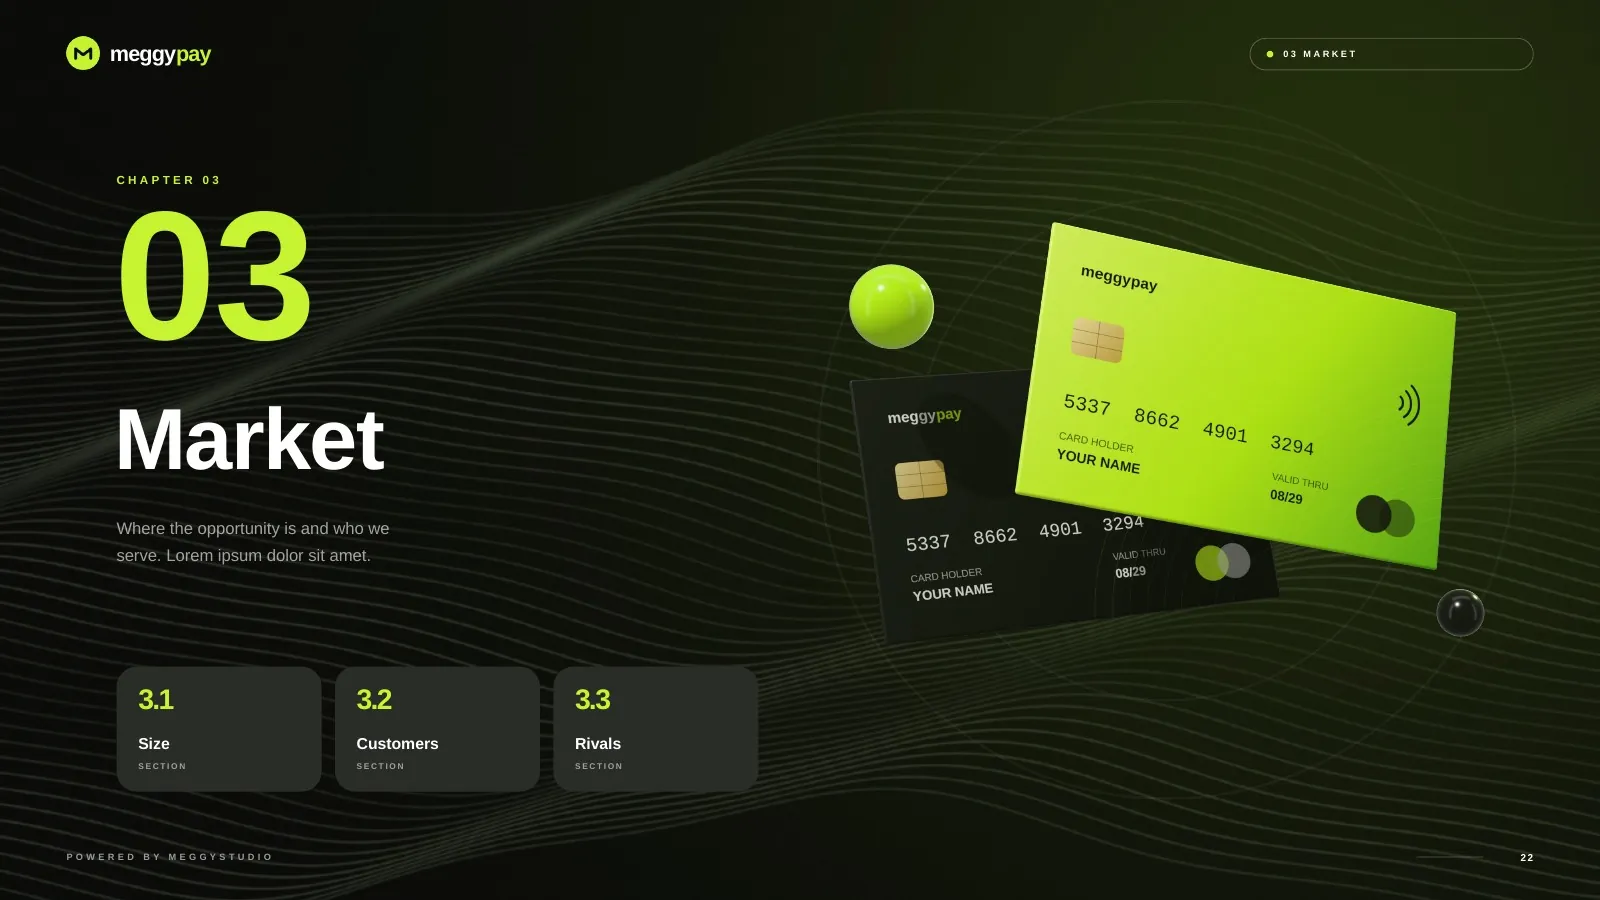 meggypay
03 MARKET
CHAPTER 03
03
Market
Where the opportunity is and who we
serve. Lorem ipsum dolor sit amet.
meggypay
5337 8662 4901 3294
CARD HOLDER
YOUR NAME
VALID THRU
08/29
meggypay
5337 8662 4901 3294
CARD HOLDER
YOUR NAME
VALID THRU
08/29
3.1
Size
SECTION
3.2
Customers
SECTION
3.3
Rivals
SECTION
POWERED BY MEGGYSTUDIO
22